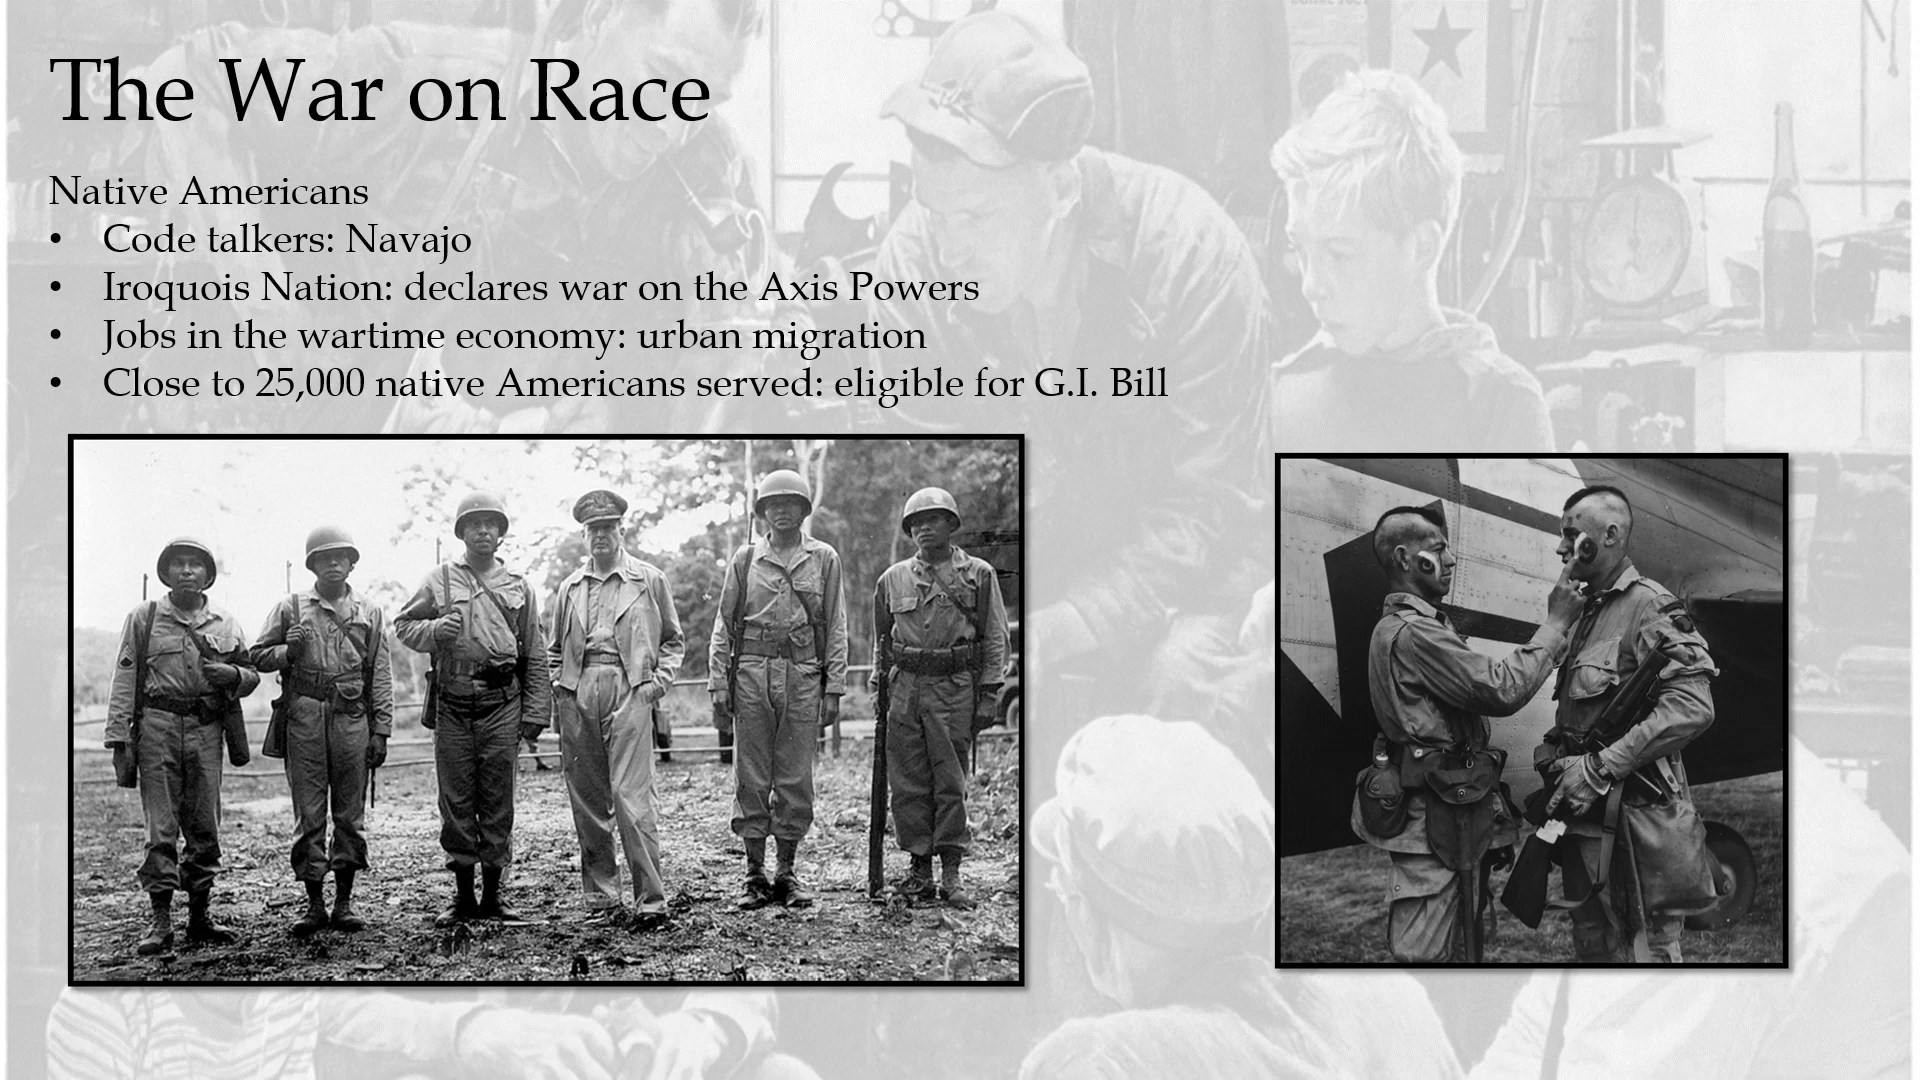 The War on Race
Native Americans
• Code talkers: Navajo
• Iroquois Nation: declares war on the Axis Powers
• Jobs in the wartime economy: urban migration
• Close to 25,000 native Americans served: eligible for G.I. Bill